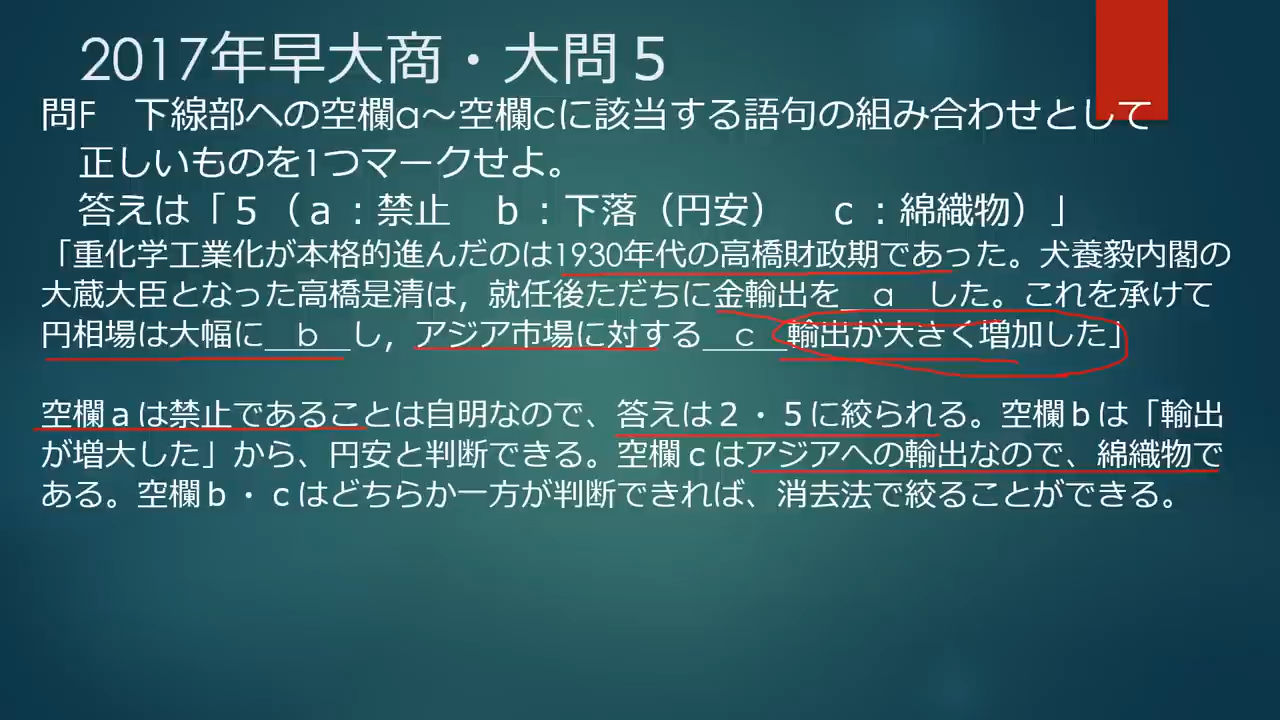 2017年早大商・大問５
問F　下線部への空欄a～空欄cに該当する語句の組み合わせとして
正しいものを1つマークせよ。
答えは「５（ａ：禁止　ｂ：下落（円安）　ｃ：綿織物）」
「重化学工業化が本格的進んだのは1930年代の高橋財政期であった。犬養毅内閣の
大蔵大臣となった高橋是清は，就任後ただちに金輸出を＿a＿した。これを承けて
円相場は大幅に＿b＿し，アジア市場に対する＿c＿輸出が大きく増加した」
空欄ａは禁止であることは自明なので、答えは２・５に絞られる。空欄ｂは「輸出
が増大した」から、円安と判断できる。空欄ｃはアジアへの輸出なので、綿織物で
ある。空欄ｂ・ｃはどちらか一方が判断できれば、消去法で絞ることができる。